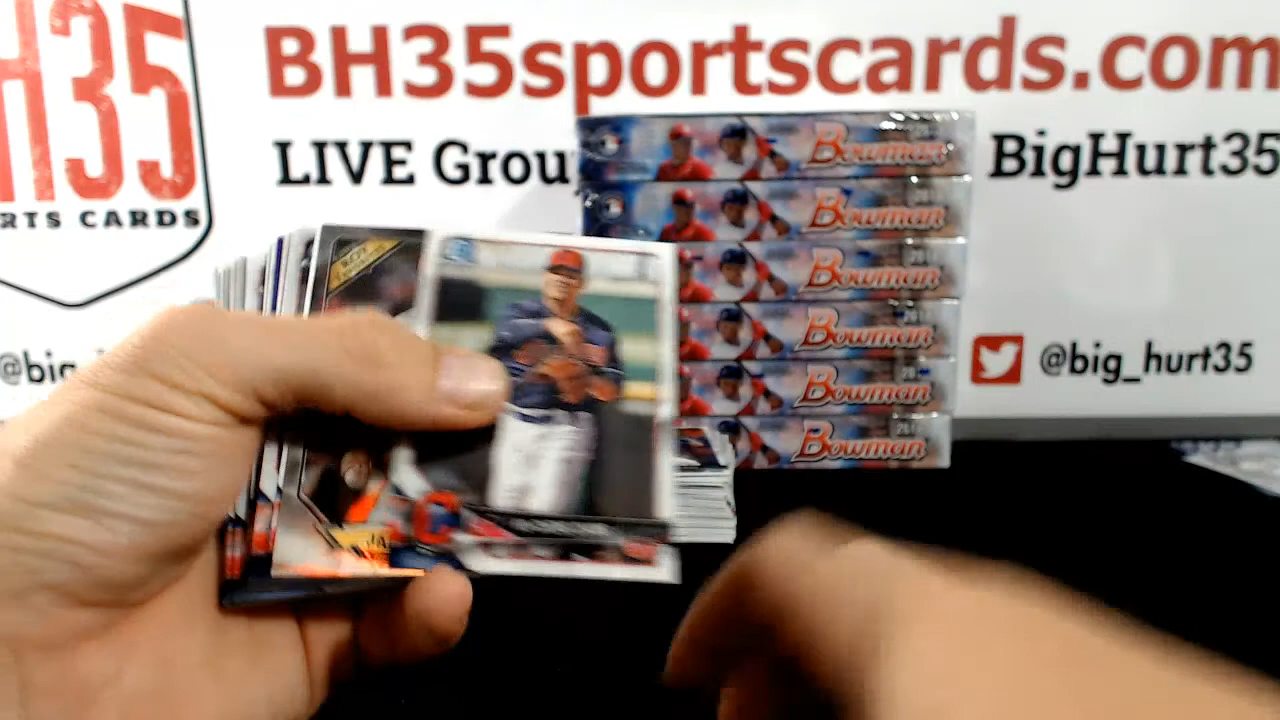 H35
RTS CARDS
BH35sportscards.com
LIVE Grou
BigHurt35
@big_
@big_hurt35
Bowman
Bowman
Bowman
Bowman
Bowman
Bowman